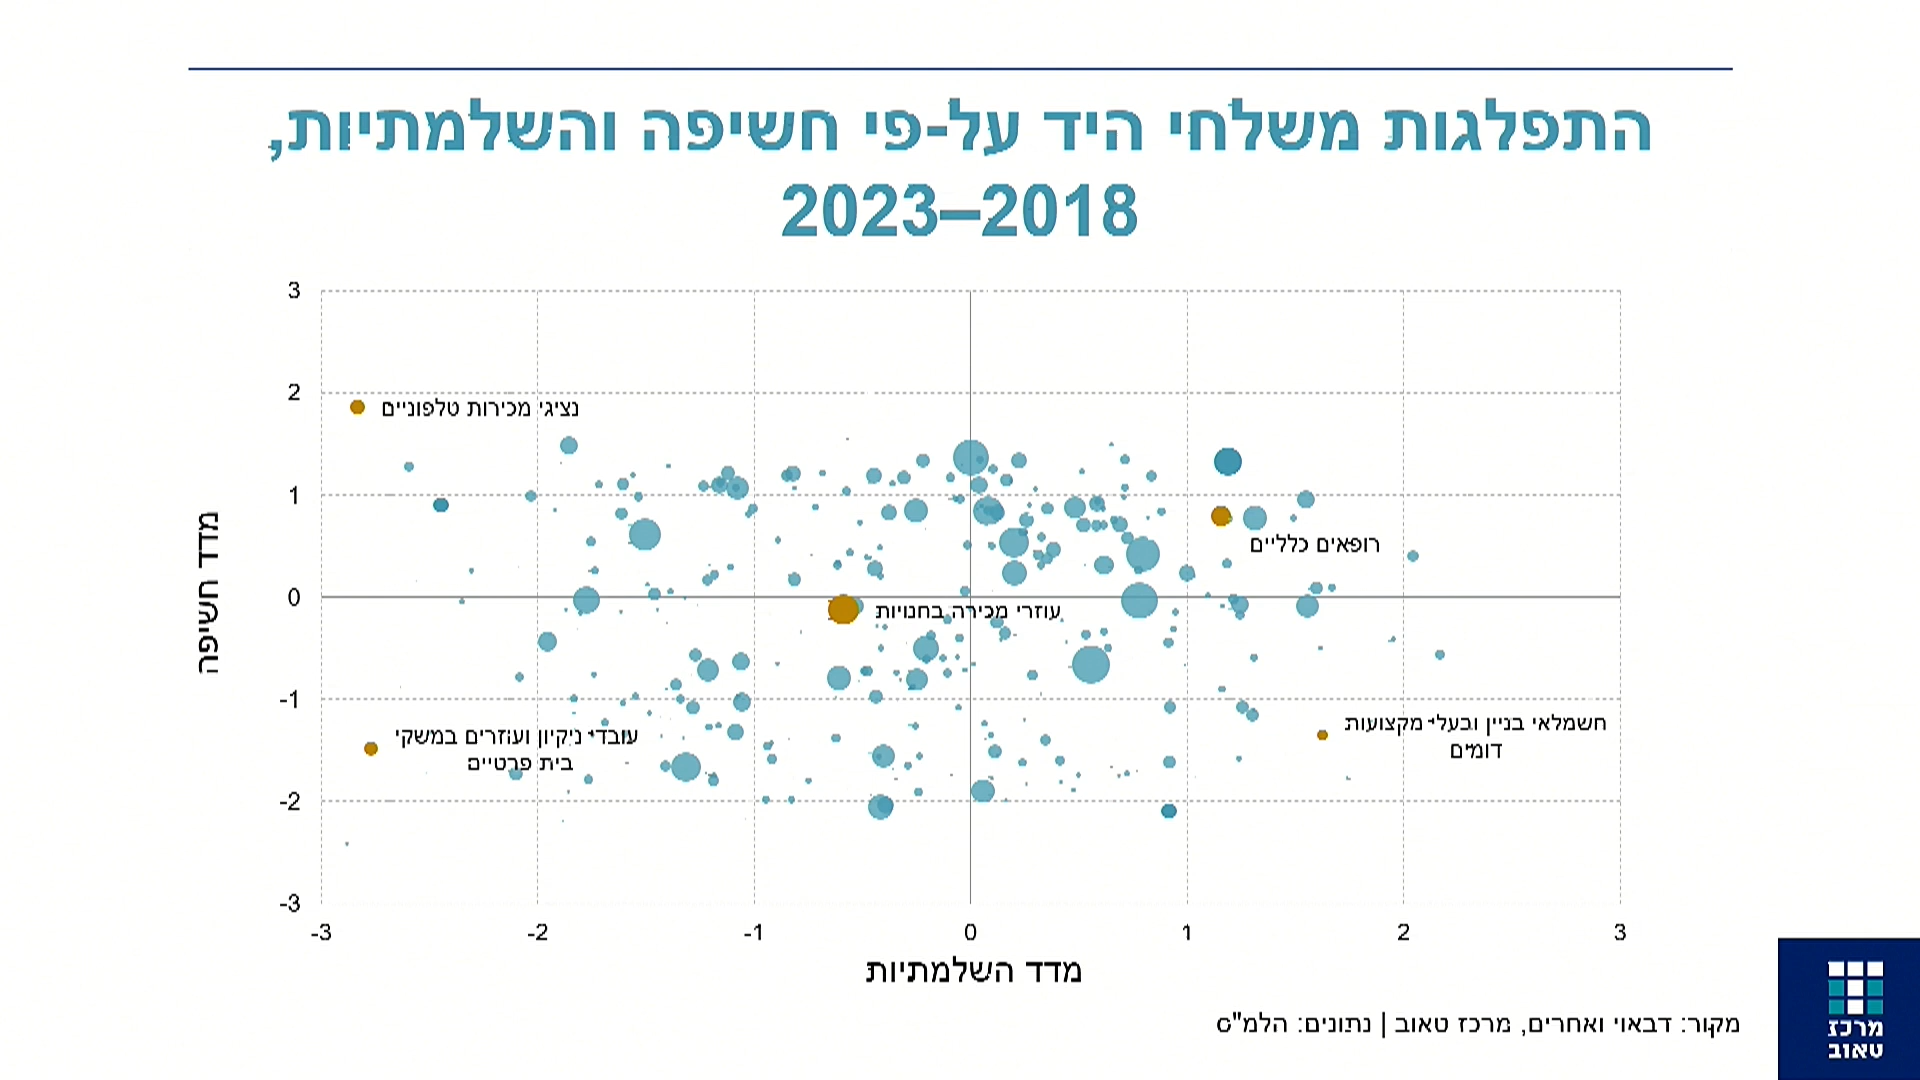 התפלגות משלחי היד על-פי חשיפה והשלמתיות,
2018–2023
3
2
1
0
-1
-2
-3
מדד חשיפה
נציגי מכירות טלפוניים
רופאים כלליים
עוזרי מכירה בחנויות
עובדי ניקיון ועוזרים במשקי
בית פרטיים
חשמלאי בניין ובעלי מקצועות
דומים
-3
-2
-1
0
1
2
3
מדד השלמתיות
מקור: דבאוי ואחרים, מרכז טאוב | נתונים: הלמ"ס
מרכז
טאוב